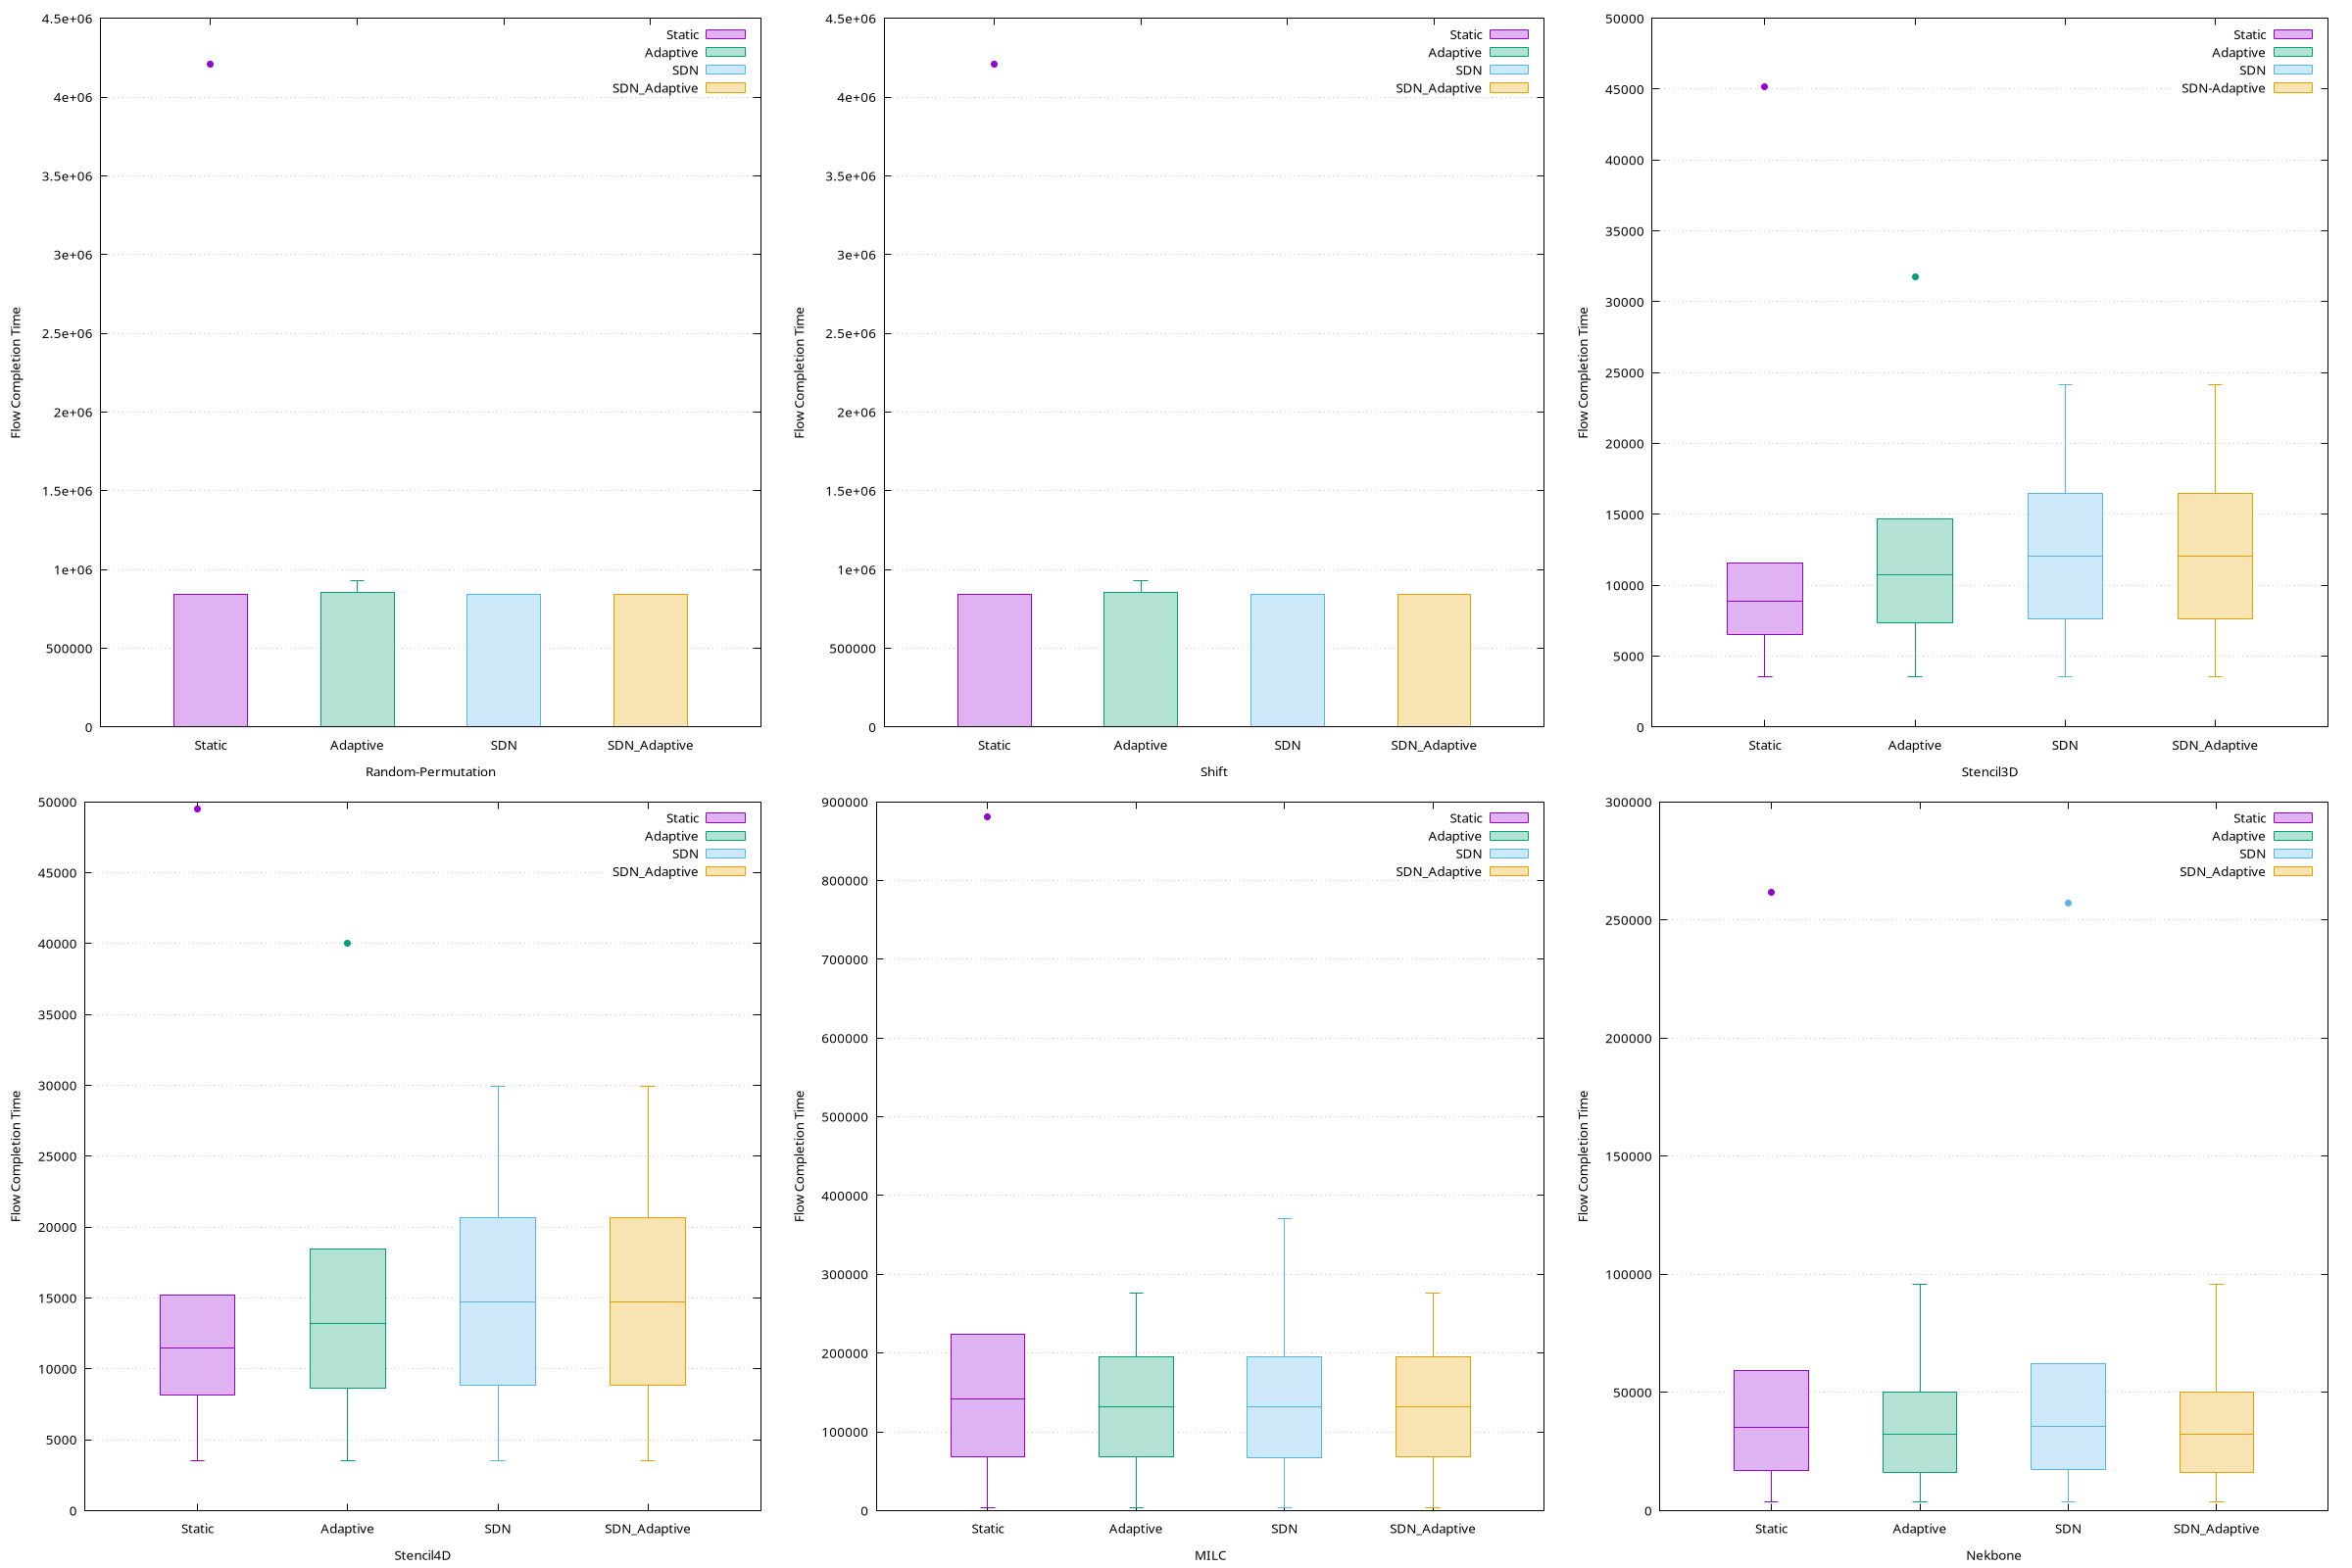 4.5e+06
4e+06
3.5e+06
3e+06
2.5e+06
2e+06
1.5e+06
1e+06
500000
0
Flow Completion Time
Static
Adaptive
SDN
SDN_Adaptive
Static
Adaptive
SDN
SDN_Adaptive
Random-Permutation
4.5e+06
4e+06
3.5e+06
3e+06
2.5e+06
2e+06
1.5e+06
1e+06
500000
0
Flow Completion Time
Static
Adaptive
SDN
SDN_Adaptive
Static
Adaptive
SDN
SDN_Adaptive
Shift
50000
45000
40000
35000
30000
25000
20000
15000
10000
5000
0
Flow Completion Time
Static
Adaptive
SDN
SDN-Adaptive
Static
Adaptive
SDN
SDN_Adaptive
Stencil3D
50000
45000
40000
35000
30000
25000
20000
15000
10000
5000
0
Flow Completion Time
Static
Adaptive
SDN
SDN_Adaptive
Static
Adaptive
SDN
SDN_Adaptive
Stencil4D
900000
800000
700000
600000
500000
400000
300000
200000
100000
0
Flow Completion Time
Static
Adaptive
SDN
SDN_Adaptive
Static
Adaptive
SDN
SDN_Adaptive
MILC
300000
250000
200000
150000
100000
50000
0
Flow Completion Time
Static
Adaptive
SDN
SDN_Adaptive
Static
Adaptive
SDN
SDN_Adaptive
Nekbone